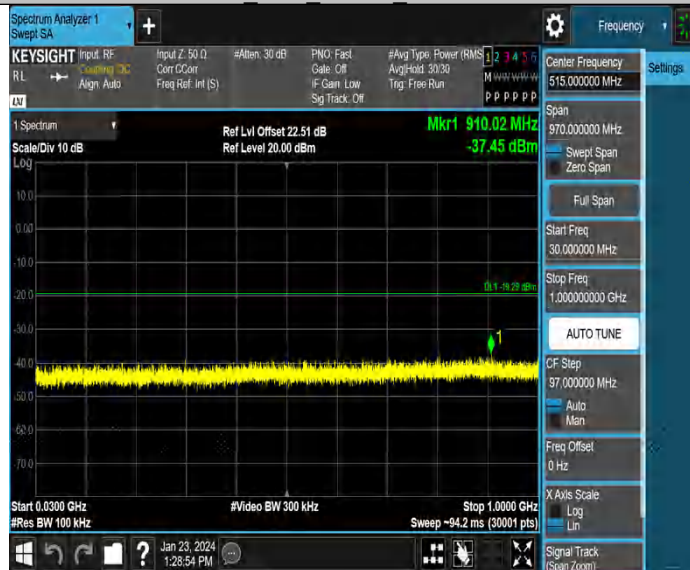 Spectrum Analyzer 1
Swept SA
Frequency
KEYSIGHT
Input: RF
Coupling: DC
Align: Auto
Input Z: 50 Ω
Corr CCorr
Freq Ref: Int (S)
#Atten: 30 dB
PNO: Fast
Gate: Off
IF Gain: Low
Sig Track: Off
#Avg Type: Power (RMS
Avg|Hold: 30/30
Trig: Free Run
1 2 3 4 5 6
M W W W W W
P P P P P P
RL
LXI
1 Spectrum
Scale/Div 10 dB
Log
Ref Lvl Offset 22.51 dB
Ref Level 20.00 dBm
Mkr1 910.02 MHz
-37.45 dBm
10.0
0.00
-10.0
-20.0
-30.0
-40.0
-50.0
-60.0
-70.0
DL1 -19.29 dBm
1
Start 0.0300 GHz
#Res BW 100 kHz
#Video BW 300 kHz
Stop 1.0000 GHz
Sweep ~94.2 ms (30001 pts)
?
Jan 23, 2024
1:28:54 PM
Center Frequency
515.000000 MHz
Settings
Span
970.000000 MHz
Swept Span
Zero Span
Full Span
Start Freq
30.000000 MHz
Stop Freq
1.000000000 GHz
AUTO TUNE
CF Step
97.000000 MHz
Auto
Man
Freq Offset
0 Hz
X Axis Scale
Log
Lin
Signal Track
(Span Zoom)